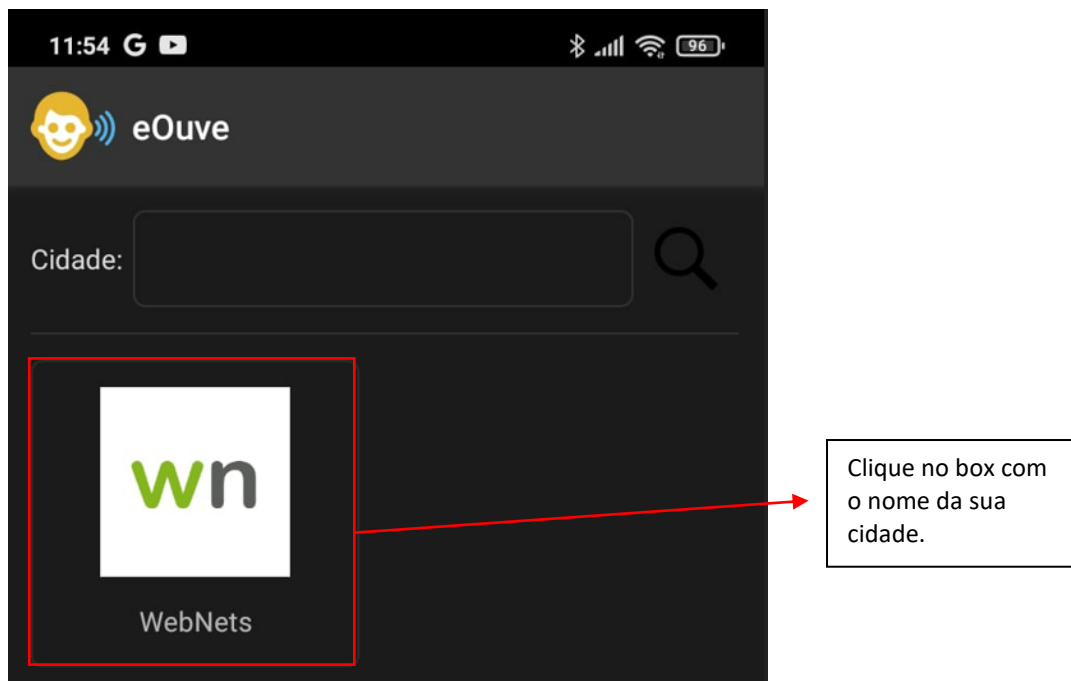 11:54 G 96
eOuve
Cidade:
wn
WebNets
Clique no box com
o nome da sua
cidade.